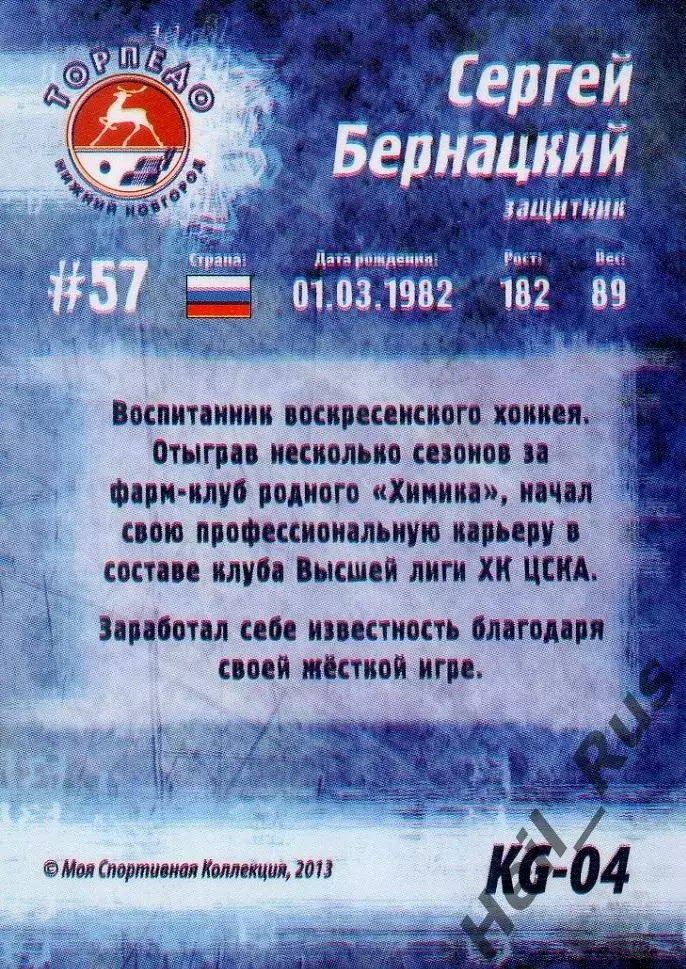 ТОРПЕДО
НИЖНИЙ НОВГОРОД
Сергей
Бернацкий
защитник
#57
Страна:
Дата рождения:
01.03.1982
Рост:
182
Вес:
89
Воспитанник воскресенского хоккея.
Отыграв несколько сезонов за
фарм-клуб родного «Химика», начал
свою профессиональную карьеру в
составе клуба Высшей лиги ХК ЦСКА.
Заработал себе известность благодаря
своей жёсткой игре.
© Моя Спортивная Коллекция, 2013
KG-04
Hail_Rus